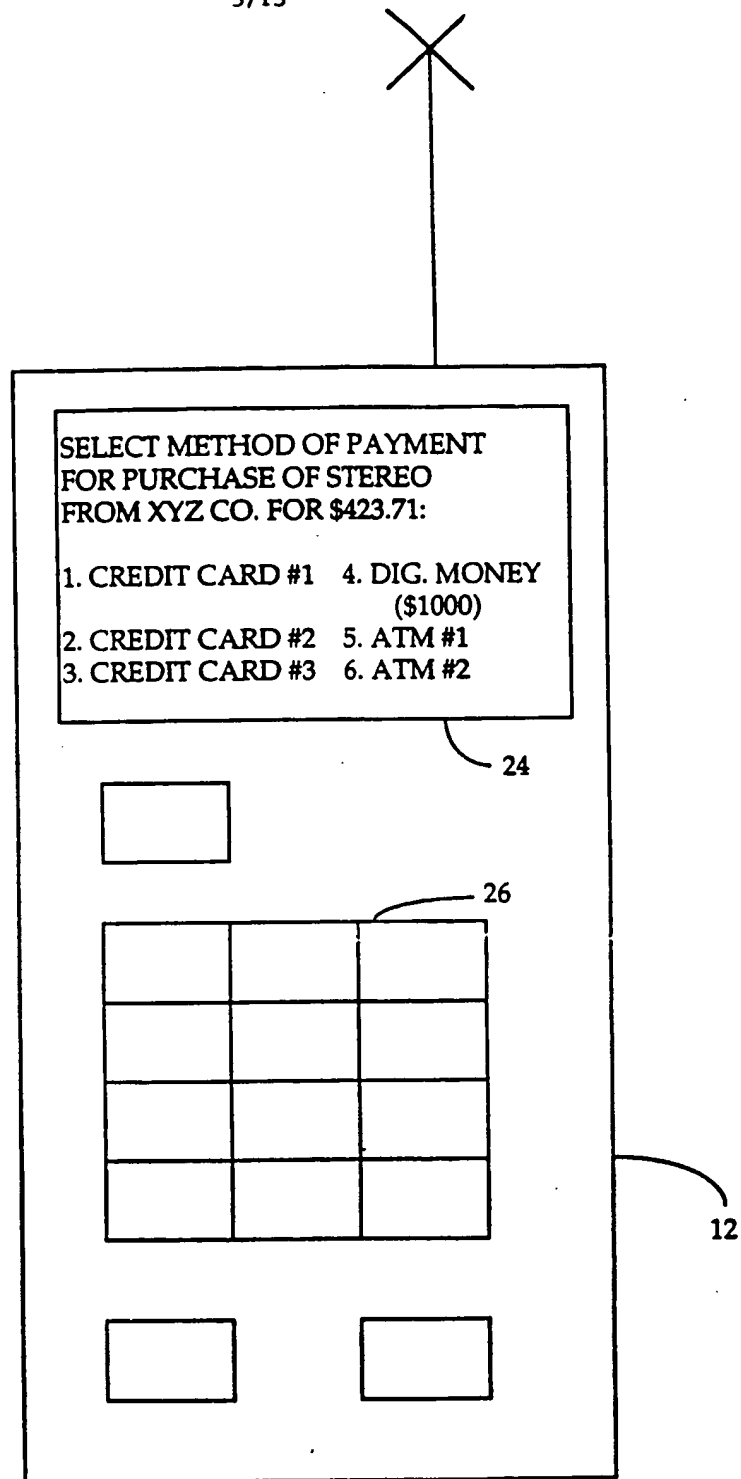 SELECT METHOD OF PAYMENT
FOR PURCHASE OF STEREO
FROM XYZ CO. FOR $423.71:
1. CREDIT CARD #1 4. DIG. MONEY
($1000)
2. CREDIT CARD #2 5. ATM #1
3. CREDIT CARD #3 6. ATM #2
24
26
12